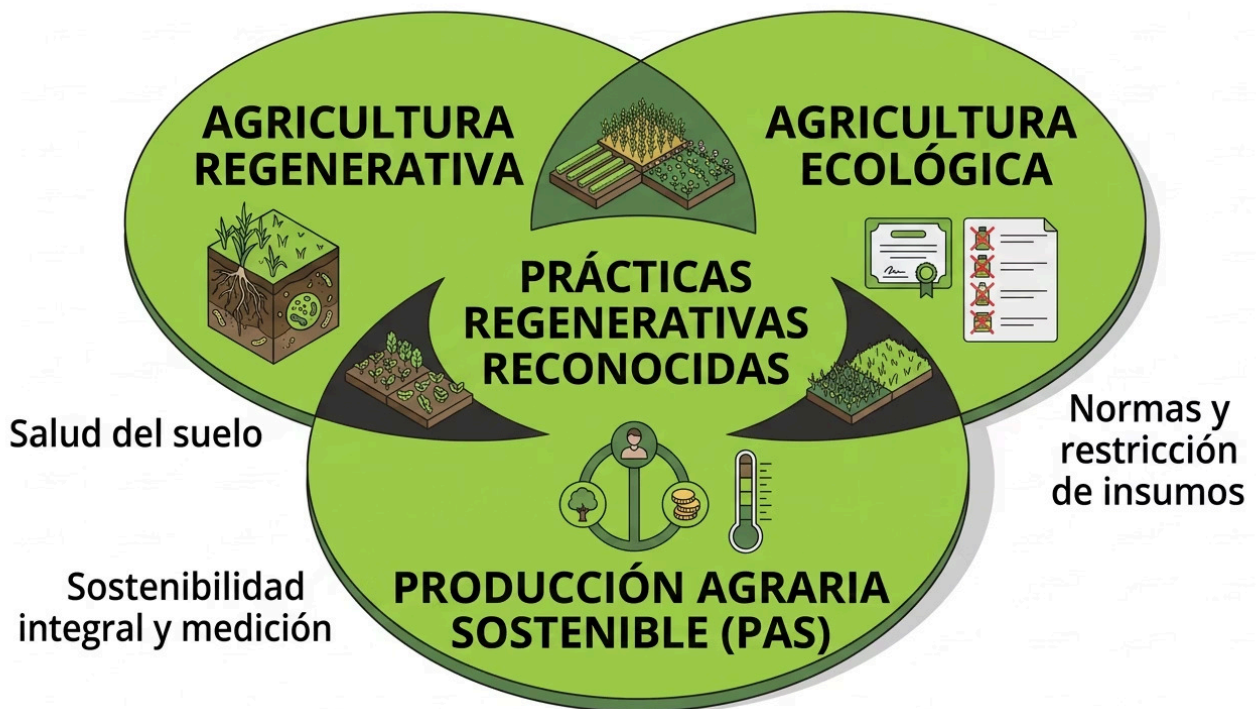 AGRICULTURA
REGENERATIVA
AGRICULTURA
ECOLÓGICA
PRÁCTICAS
REGENERATIVAS
RECONOCIDAS
Salud del suelo
Normas y
restricción
de insumos
Sostenibilidad
integral y medición
PRODUCCIÓN AGRARIA
SOSTENIBLE (PAS)